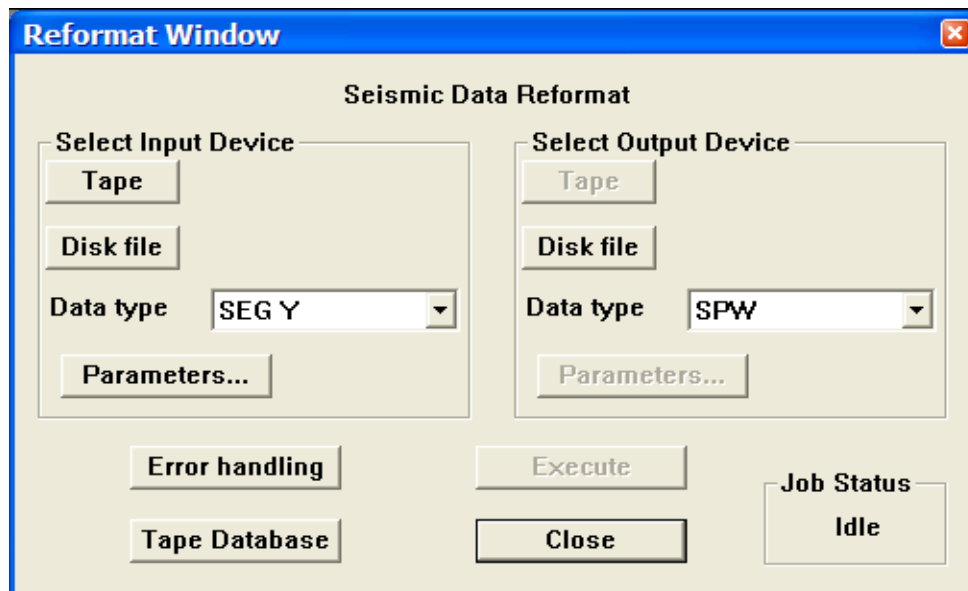 Reformat Window
Seismic Data Reformat
Select Input Device
Tape
Disk file
Data type
SEG Y
Parameters...
Select Output Device
Tape
Disk file
Data type
SPW
Parameters...
Error handling
Execute
Tape Database
Close
Job Status
Idle